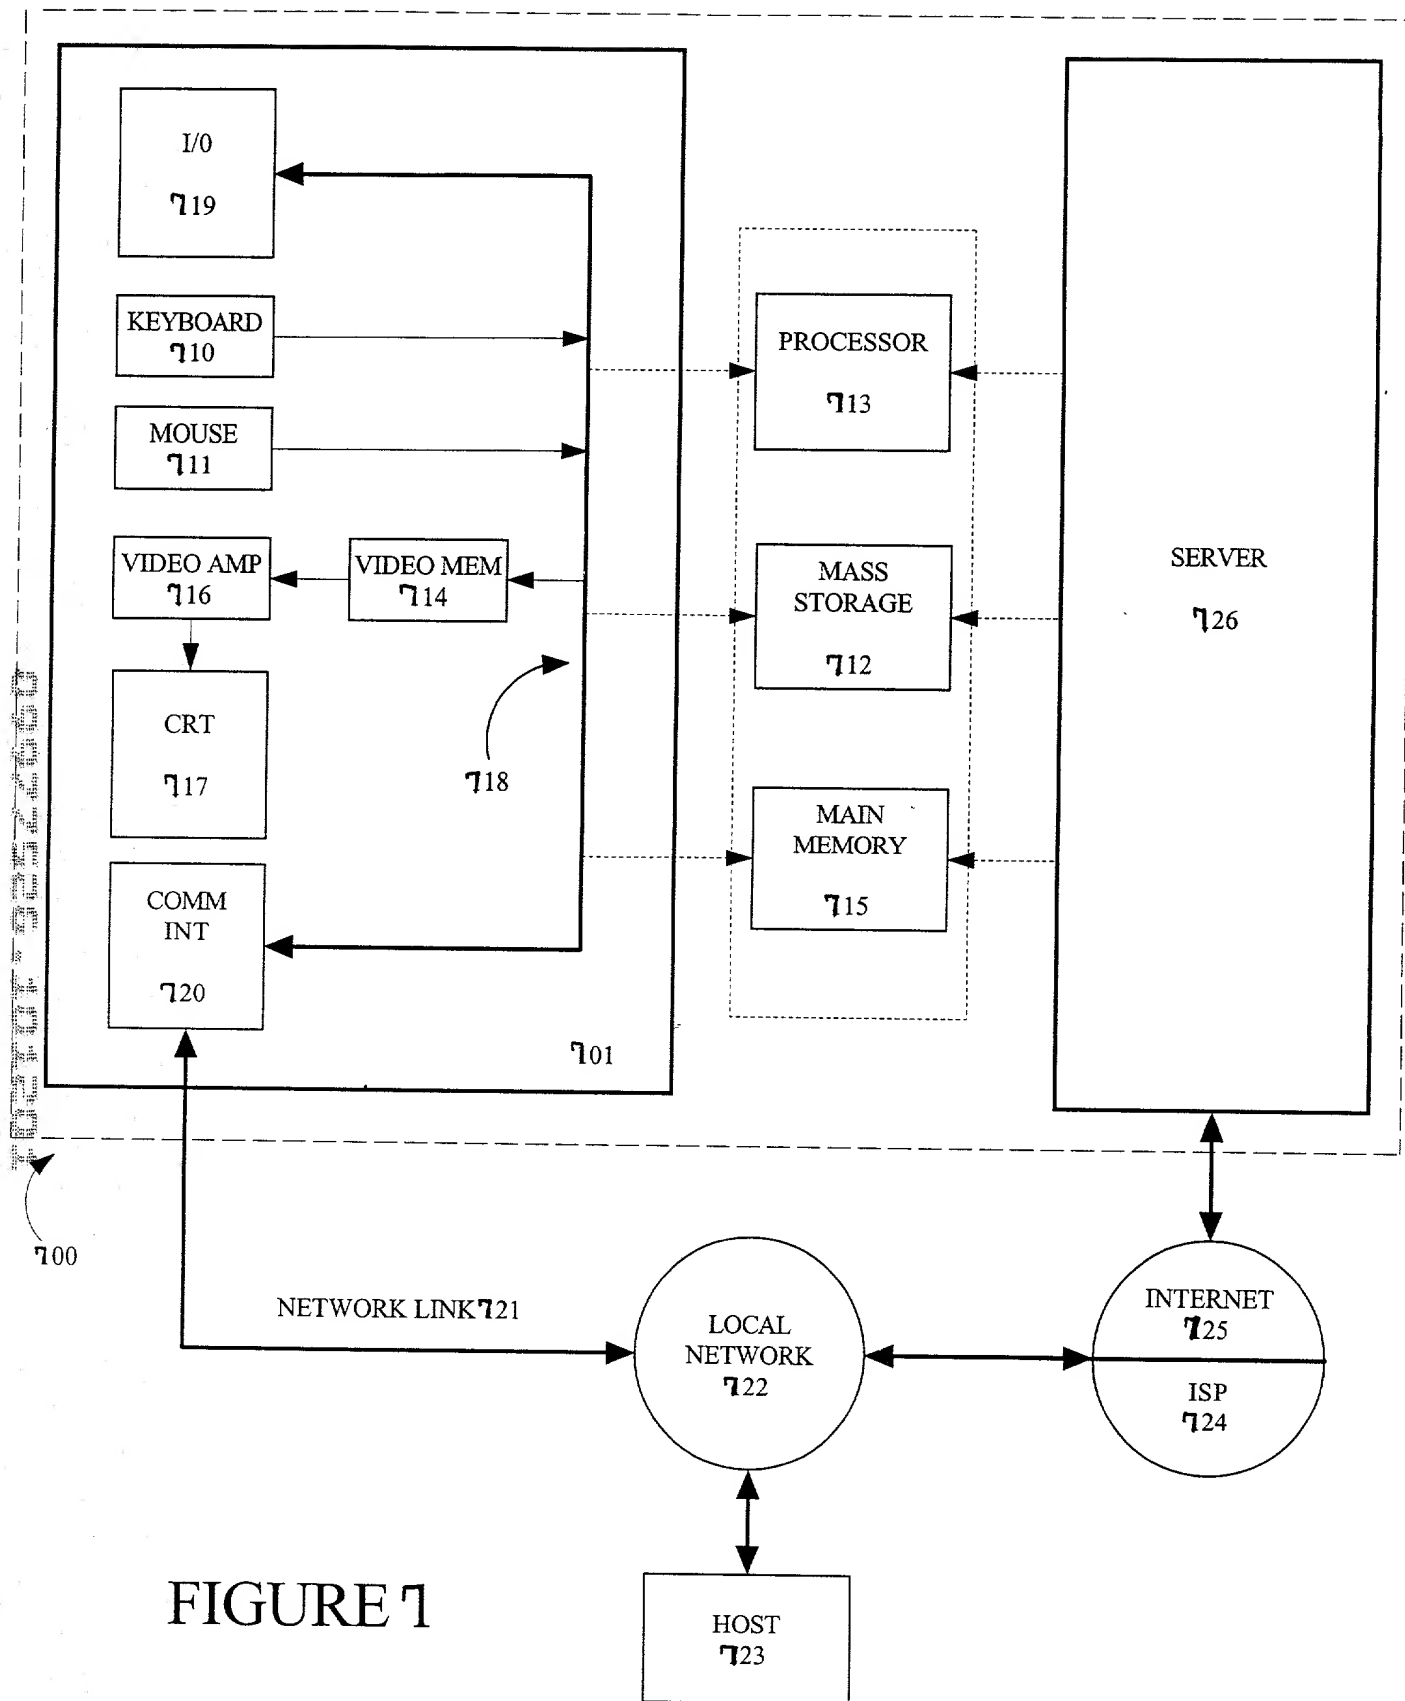 I/0
719
KEYBOARD
710
MOUSE
711
VIDEO AMP
716
VIDEO MEM
714
CRT
717
718
COMM
INT
720
701
PROCESSOR
713
MASS
STORAGE
712
MAIN
MEMORY
715
SERVER
726
700
NETWORK LINK 721
LOCAL
NETWORK
722
INTERNET
725
ISP
724
HOST
723
FIGURE 7